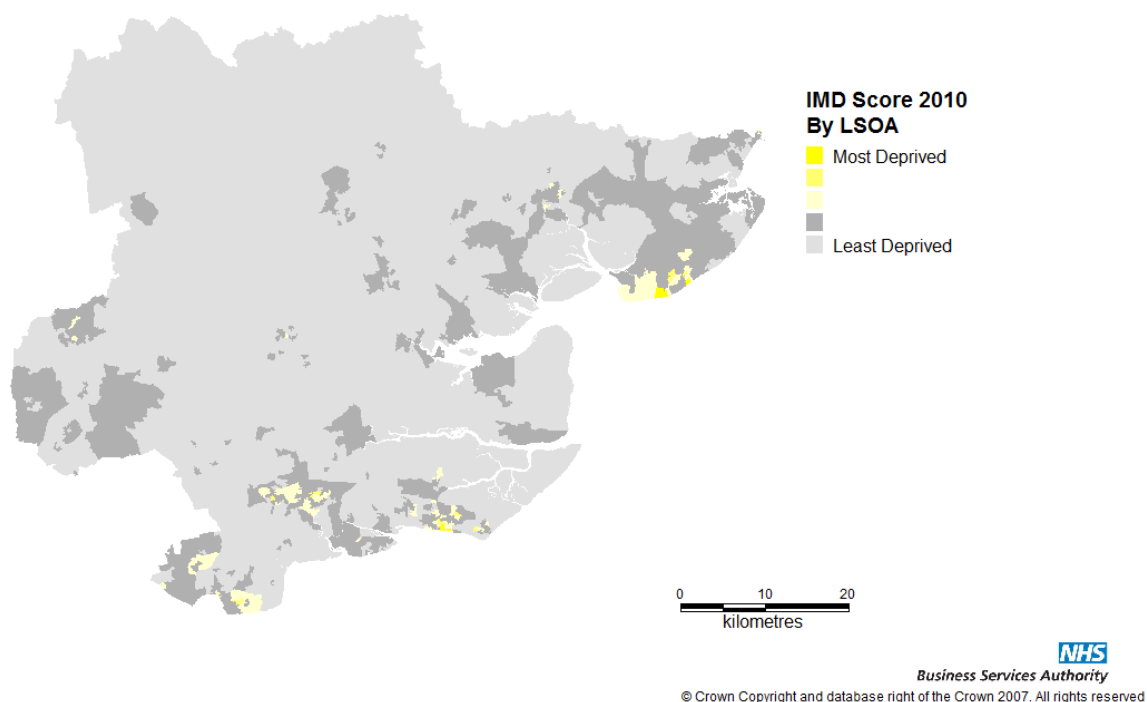 IMD Score 2010
By LSOA
Most Deprived
Least Deprived
0 10 20
kilometres
NHS
Business Services Authority
© Crown Copyright and database right of the Crown 2007. All rights reserved